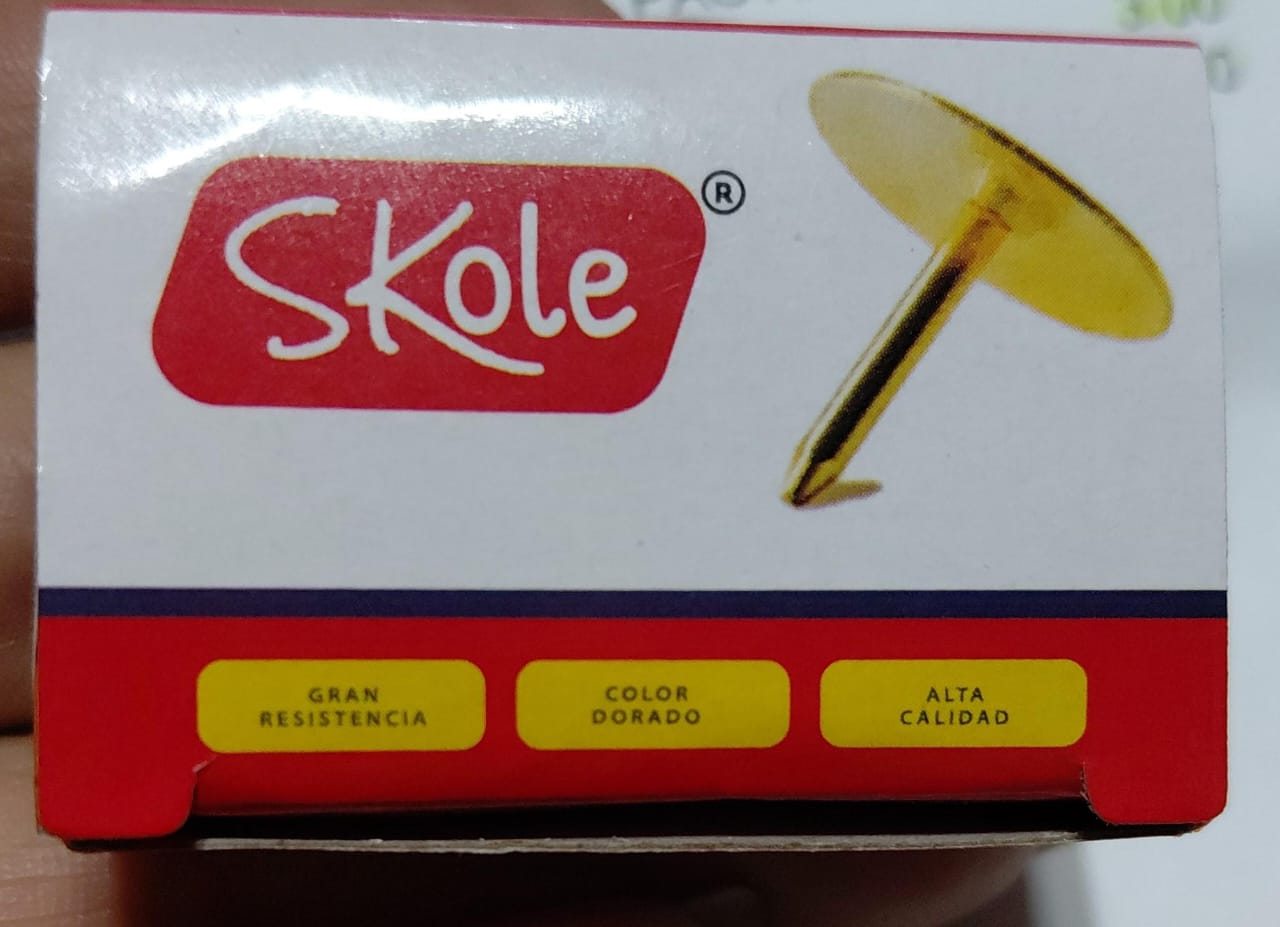 SKole®
GRAN
RESISTENCIA
COLOR
DORADO
ALTA
CALIDAD